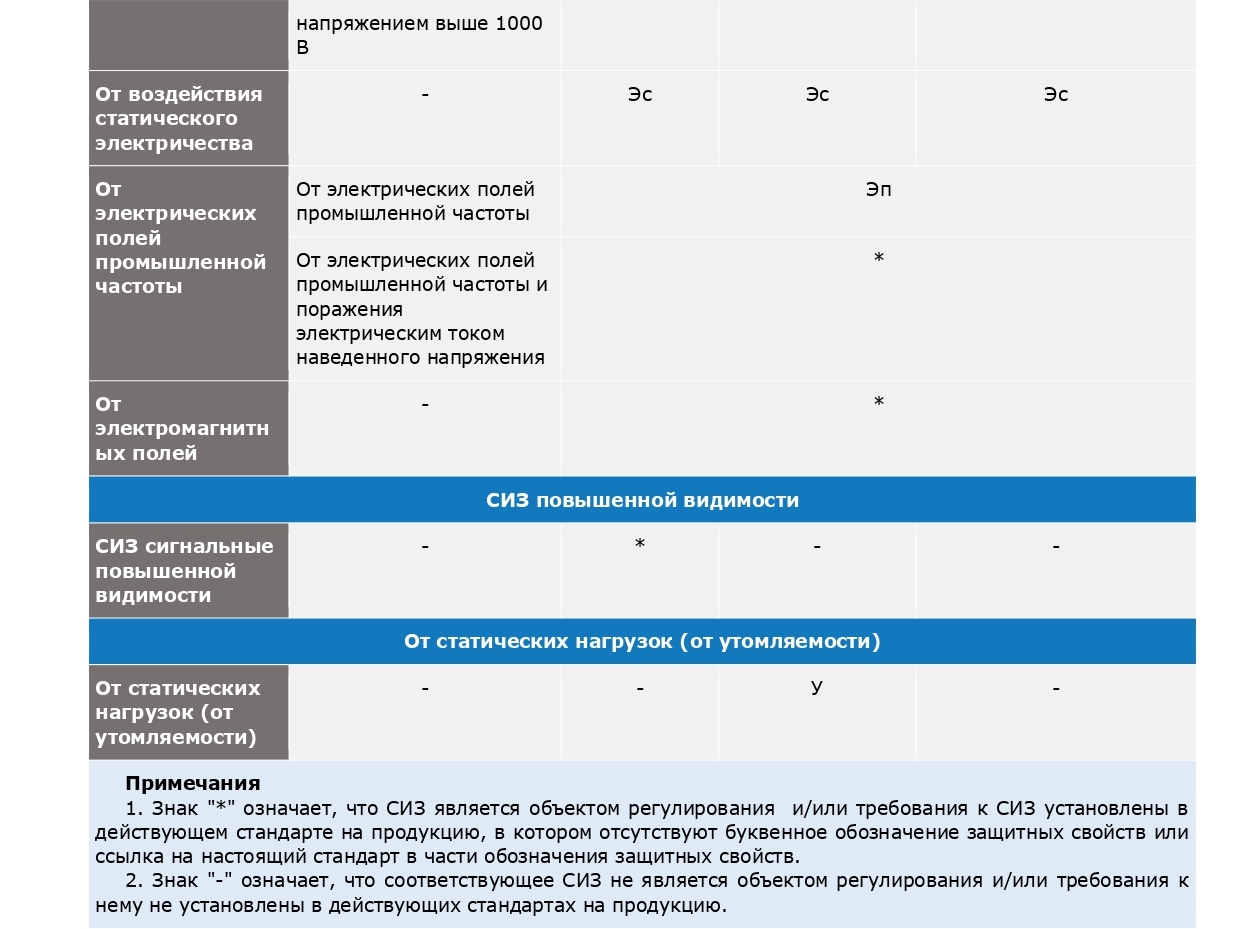 напряжением выше 1000
В
От воздействия
статического
электричества
-
Эс
Эс
Эс
От
электрических
полей
промышленной
частоты
От электрических полей
промышленной частоты
Эп
От электрических полей
промышленной частоты и
поражения
электрическим током
наведенного напряжения
*
От
электромагнитн
ых полей
-
*
СИЗ повышенной видимости
СИЗ сигнальные
повышенной
видимости
-
*
-
-
От статических нагрузок (от утомляемости)
От статических
нагрузок (от
утомляемости)
-
-
У
-
Примечания
1. Знак "*" означает, что СИЗ является объектом регулирования и/или требования к СИЗ установлены в
действующем стандарте на продукцию, в котором отсутствуют буквенное обозначение защитных свойств или
ссылка на настоящий стандарт в части обозначения защитных свойств.
2. Знак "-" означает, что соответствующее СИЗ не является объектом регулирования и/или требования к
нему не установлены в действующих стандартах на продукцию.